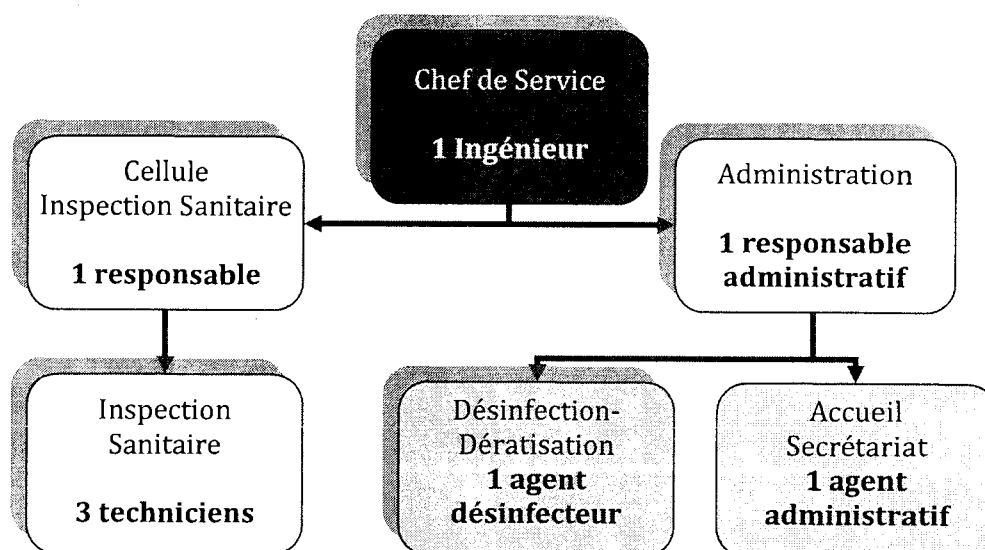 Chef de Service
1 Ingénieur
Cellule
Inspection Sanitaire
1 responsable
Administration
1 responsable
administratif
Inspection
Sanitaire
3 techniciens
Désinfection-
Dératisation
1 agent
désinfecteur
Accueil
Secrétariat
1 agent
administratif